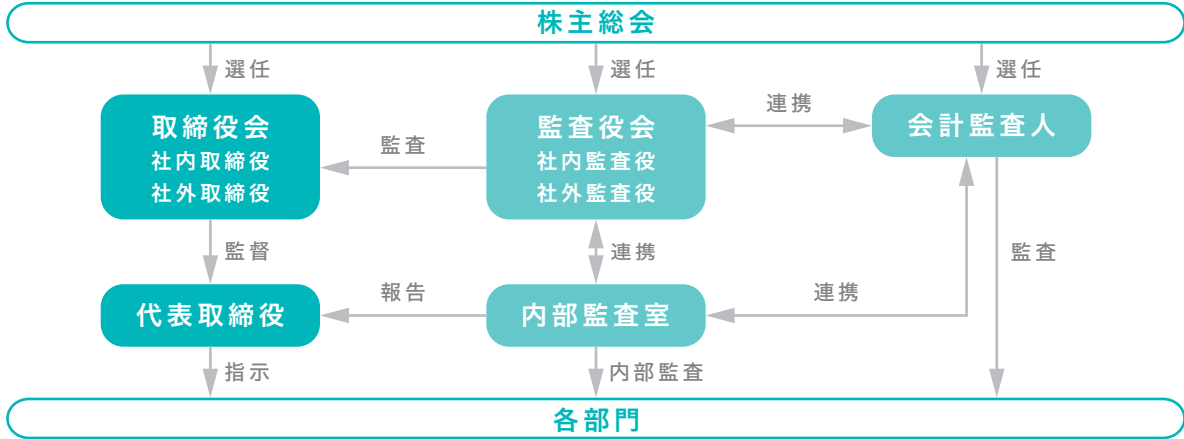 株主総会
選任
選任
選任
取締役会
社内取締役
社外取締役
監査
監査役会
社内監査役
社外監査役
連携
会計監査人
監督
連携
監査
代表取締役
報告
内部監査室
連携
指示
内部監査
各部門